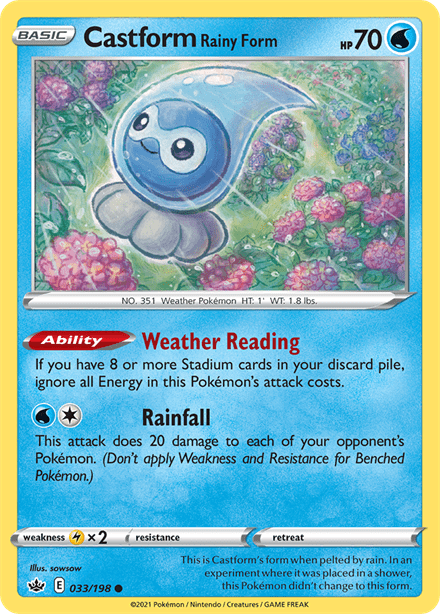 BASIC Castform Rainy Form HP 70
NO. 351 Weather Pokémon HT: 1' WT: 1.8 lbs.
Ability Weather Reading
If you have 8 or more Stadium cards in your discard pile,
ignore all Energy in this Pokémon's attack costs.
Rainfall
This attack does 20 damage to each of your opponent's
Pokémon. (Don't apply Weakness and Resistance for Benched
Pokémon.)
weakness ×2 resistance retreat
Illus. sowsow
This is Castform's form when pelted by rain. In an
experiment where it was placed in a shower,
this Pokémon didn't change to this form.
E 033/198
©2021 Pokémon / Nintendo / Creatures / GAME FREAK